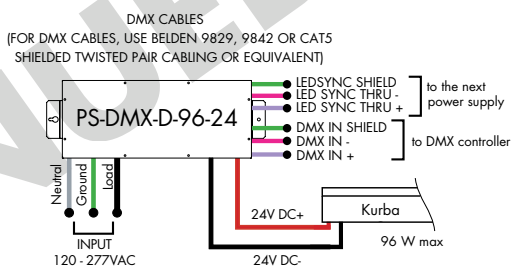 DMX CABLES
(FOR DMX CABLES, USE BELDEN 9829, 9842 OR CAT5
SHIELDED TWISTED PAIR CABLING OR EQUIVALENT)
PS-DMX-D-96-24
LEDSYNC SHIELD
LED SYNC THRU -
LED SYNC THRU +
to the next
power supply
DMX IN SHIELD
DMX IN -
DMX IN +
to DMX controller
Neutral
Ground
Load
INPUT
120 - 277VAC
24V DC+
24V DC-
Kurba
96 W max